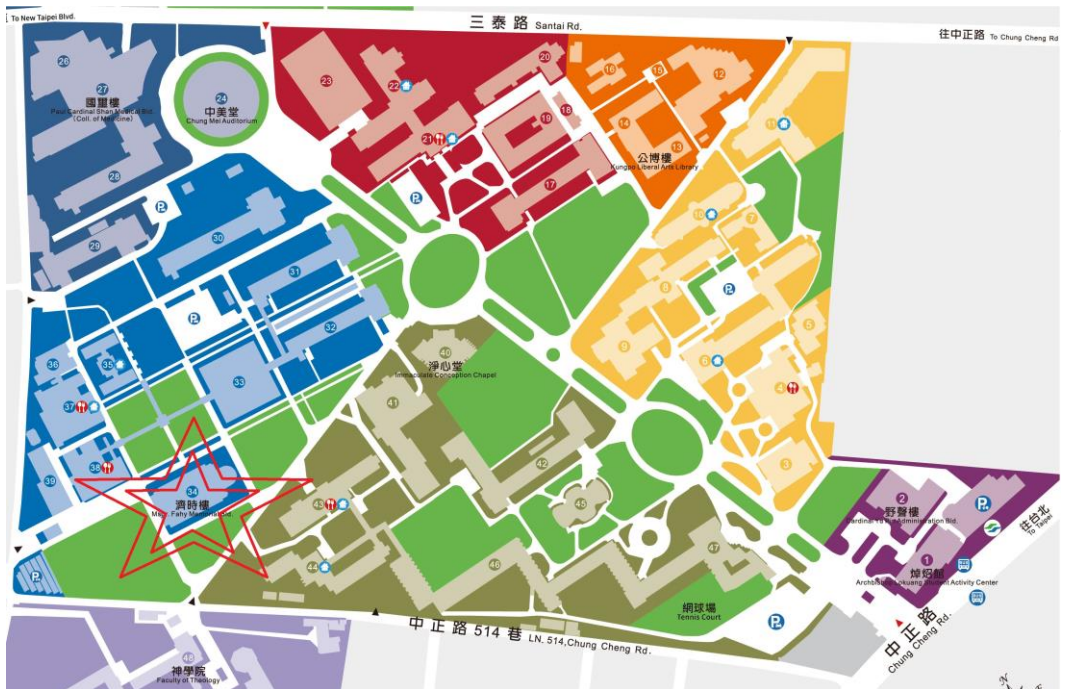 To New Taipei Blvd.
三泰路 Santai Rd.
往中正路 To Chung Cheng Rd
26
27
國璽樓
Paul Cardinal Shan Medical Bld.
(Coll. of Medicine)
24
中美堂
Chung Mei Auditorium
28
29
23
22
20
21
19
18
17
16
15
12
14
13
公博樓
Kungpo Liberal Arts Library
11
10
7
8
9
6
5
4
3
P
30
31
32
33
P
P
P
36
35
37
38
39
34
濟時樓
Msgr. Fahy Memorial Bld.
P
40
淨心堂
Immaculate Conception Chapel
41
42
43
44
45
46
47
網球場
Tennis Court
P
2
野聲樓
P
1
焯炤館
Archbishop Lokuang Student Activity Center
往台北
To Taipei
中正路
Chung Cheng Rd.
中正路 514 巷 LN. 514,Chung Cheng Rd.
48
神學院
Faculty of Theology
N
E